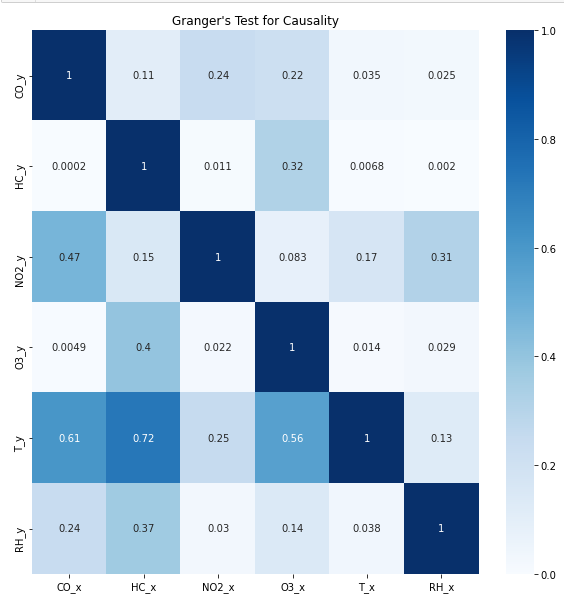 Granger's Test for Causality
CO_y 1 0.11 0.24 0.22 0.035 0.025
HC_y 0.0002 1 0.011 0.32 0.0068 0.002
NO2_y 0.47 0.15 1 0.083 0.17 0.31
O3_y 0.0049 0.4 0.022 1 0.014 0.029
T_y 0.61 0.72 0.25 0.56 1 0.13
RH_y 0.24 0.37 0.03 0.14 0.038 1
CO_x HC_x NO2_x O3_x T_x RH_x
1.0
0.8
0.6
0.4
0.2
0.0